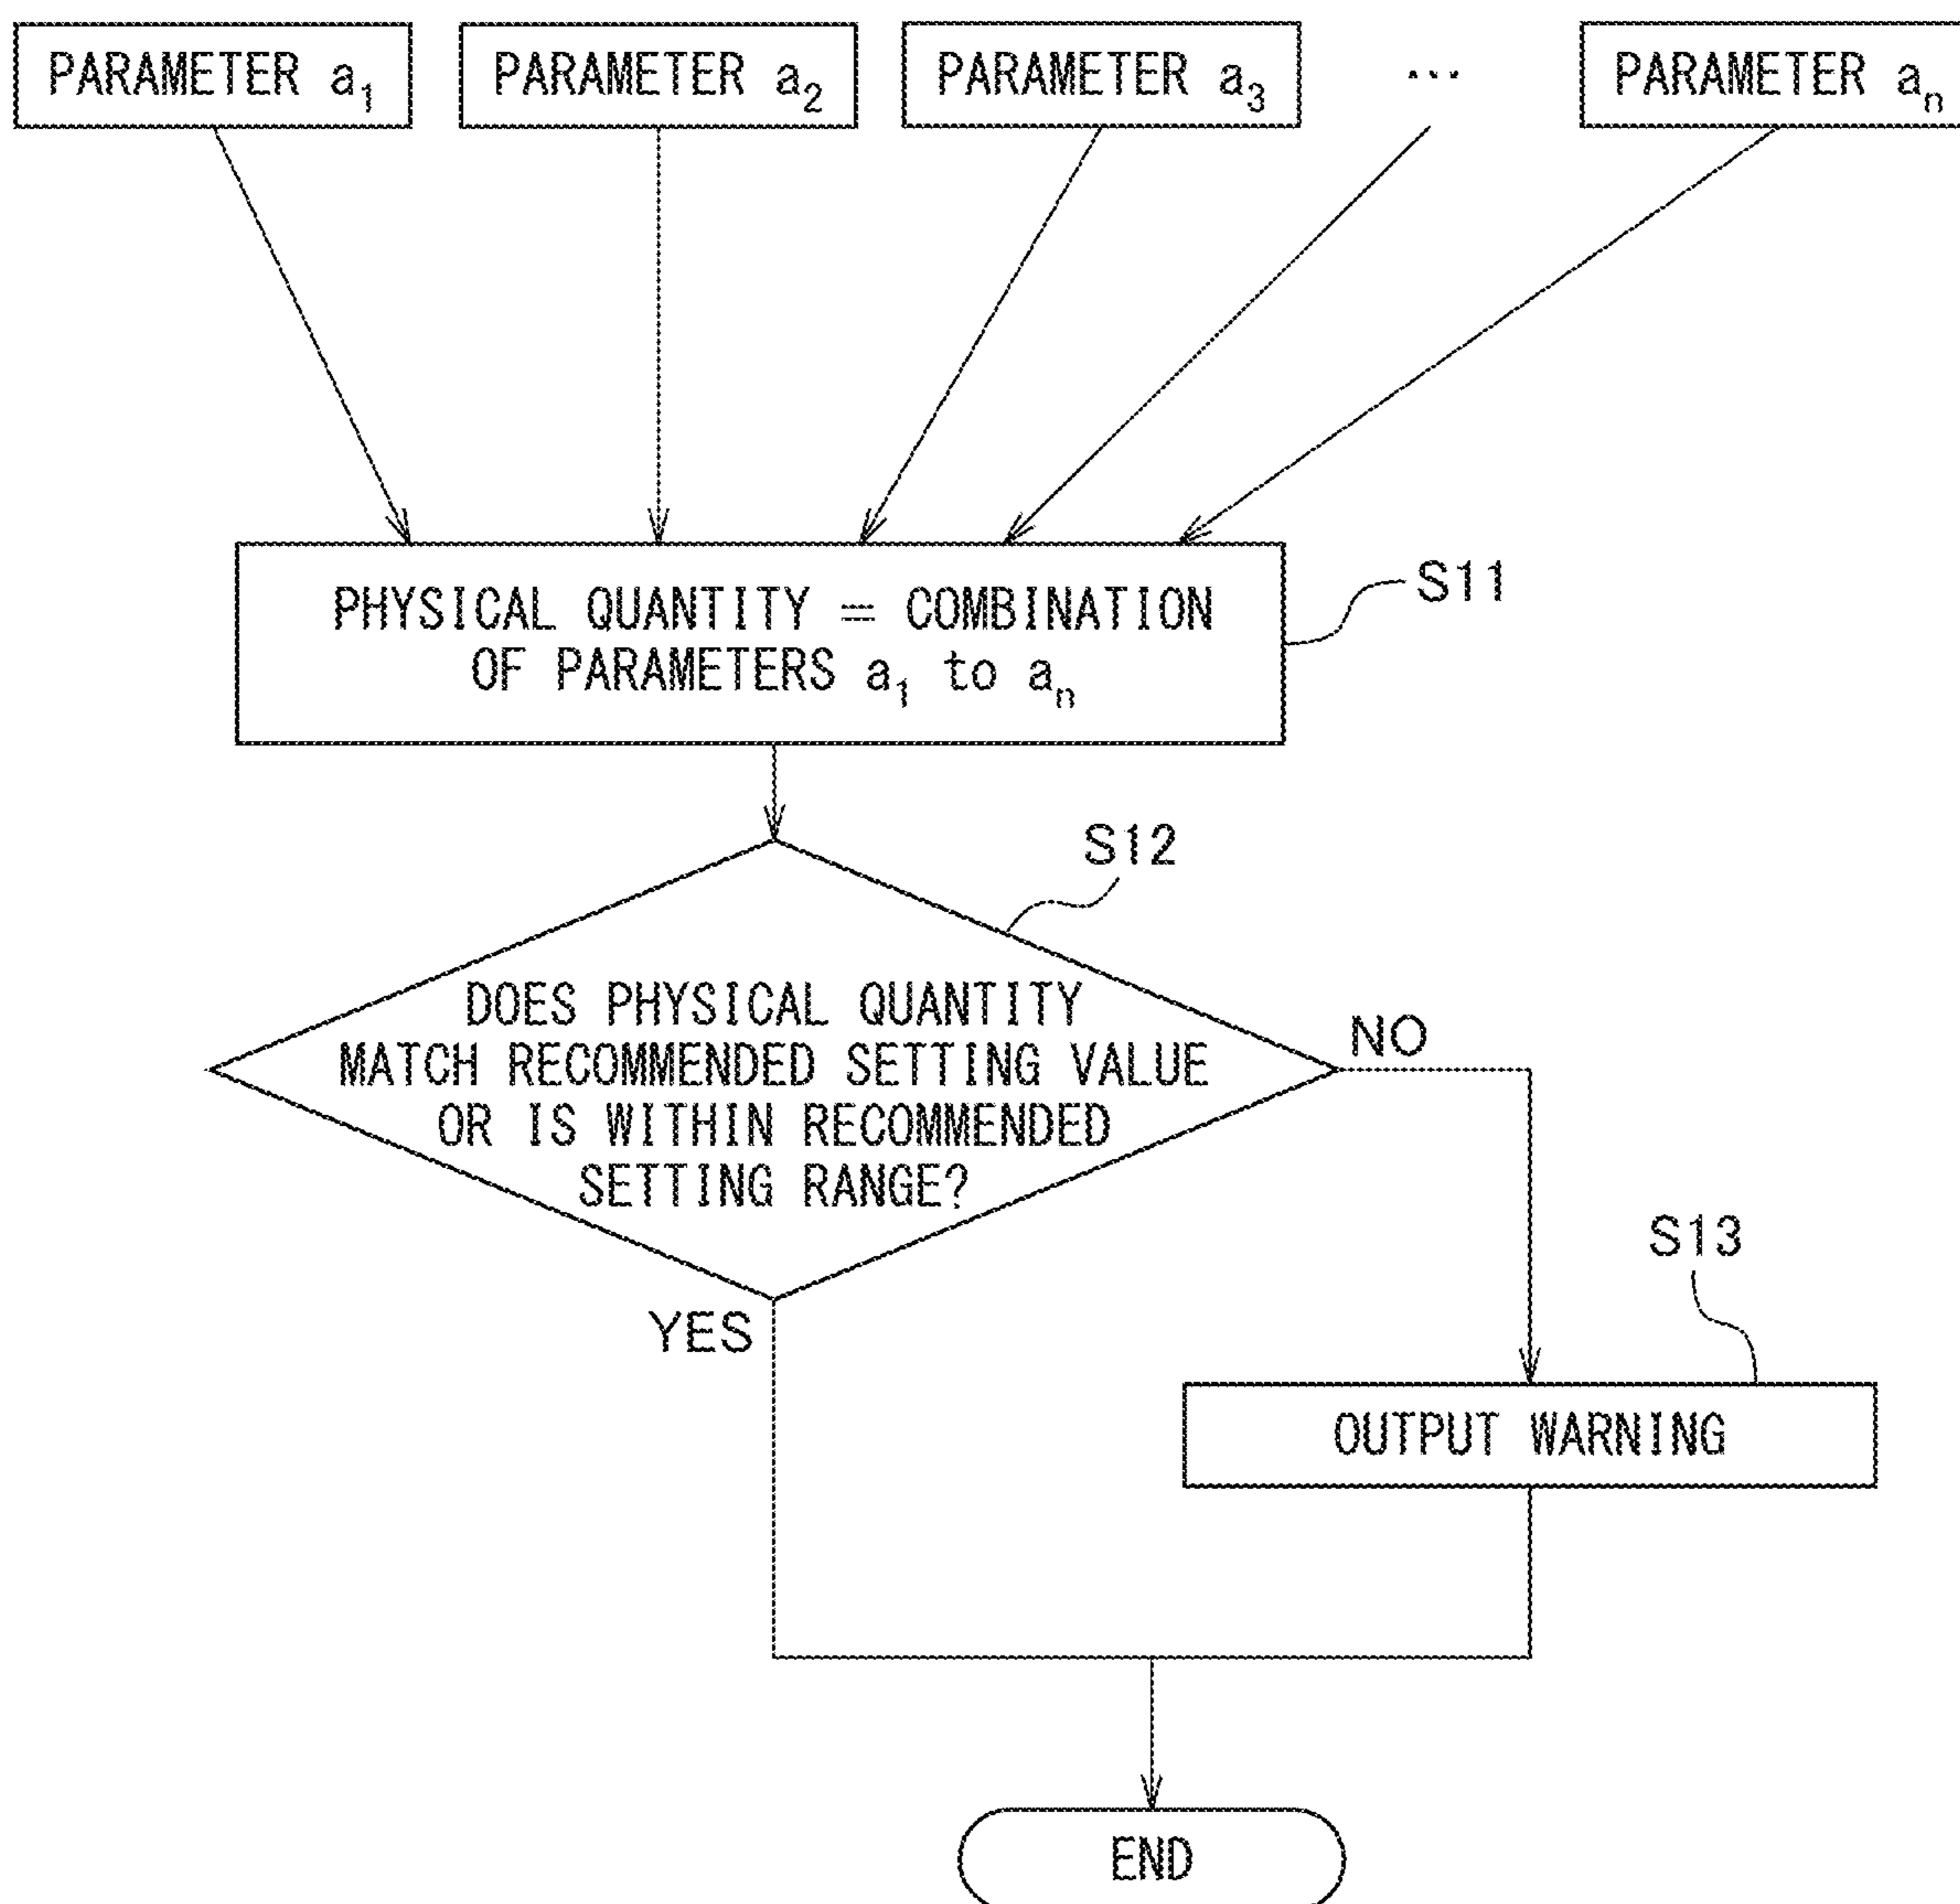 PARAMETER a₁
PARAMETER a₂
PARAMETER a₃
...
PARAMETER aₙ
PHYSICAL QUANTITY = COMBINATION
OF PARAMETERS a₁ to aₙ
S11
S12
DOES PHYSICAL QUANTITY
MATCH RECOMMENDED SETTING VALUE
OR IS WITHIN RECOMMENDED
SETTING RANGE?
NO
YES
S13
OUTPUT WARNING
END